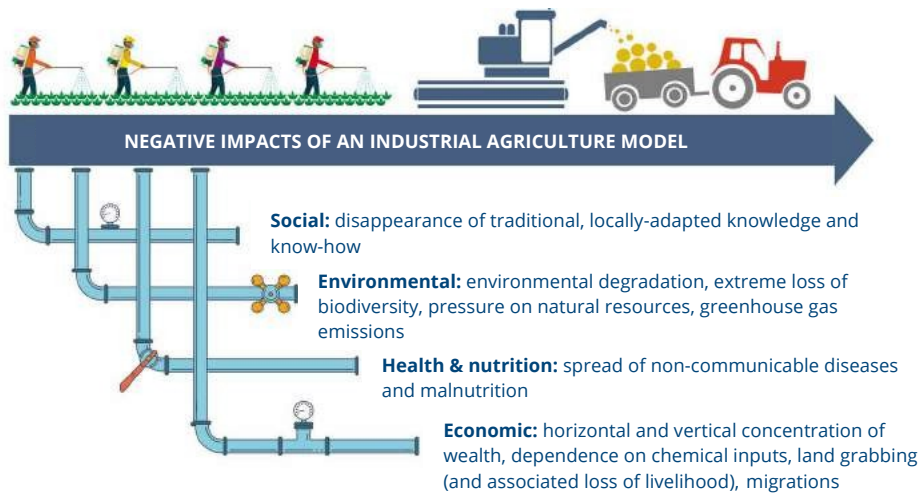 NEGATIVE IMPACTS OF AN INDUSTRIAL AGRICULTURE MODEL
Social: disappearance of traditional, locally-adapted knowledge and
know-how
Environmental: environmental degradation, extreme loss of
biodiversity, pressure on natural resources, greenhouse gas
emissions
Health & nutrition: spread of non-communicable diseases
and malnutrition
Economic: horizontal and vertical concentration of
wealth, dependence on chemical inputs, land grabbing
(and associated loss of livelihood), migrations